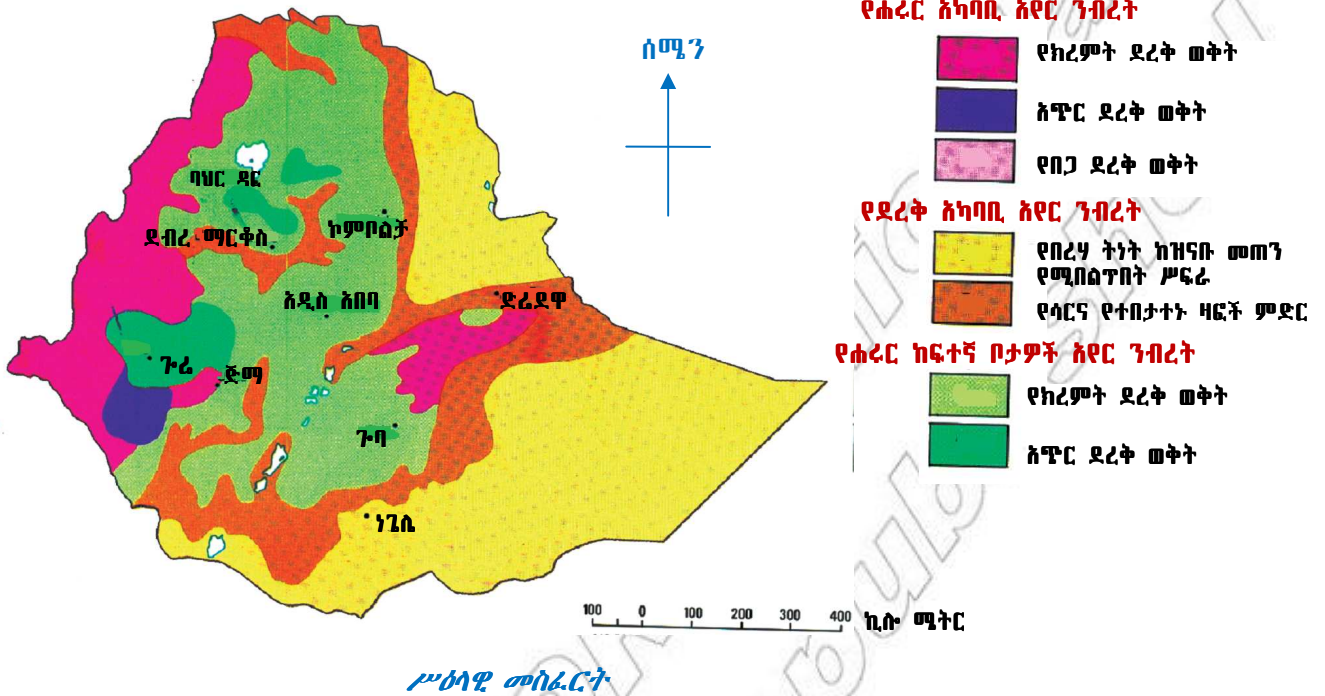 ሰሜን
ባህር ዳር
ደብረ ማርቆስ
ኮምቦልቻ
አዲስ አበባ
ድሬደዋ
ጐሬ
ጅማ
ጐባ
ነጌሌ
100 0 100 200 300 400 ኪሎ ሜትር
ሥዕላዊ መስፈርት
የሐሩር አካባቢ አየር ንብረት
የክረምት ደረቅ ወቅት
አጭር ደረቅ ወቅት
የበጋ ደረቅ ወቅት
የደረቅ አካባቢ አየር ንብረት
የበረሃ ትነት ከዝናቡ መጠን
የሚበልጥበት ሥፍራ
የሳርና የተበታተኑ ዛፎች ምድር
የሐሩር ከፍተኛ ቦታዎች አየር ንብረት
የክረምት ደረቅ ወቅት
አጭር ደረቅ ወቅት